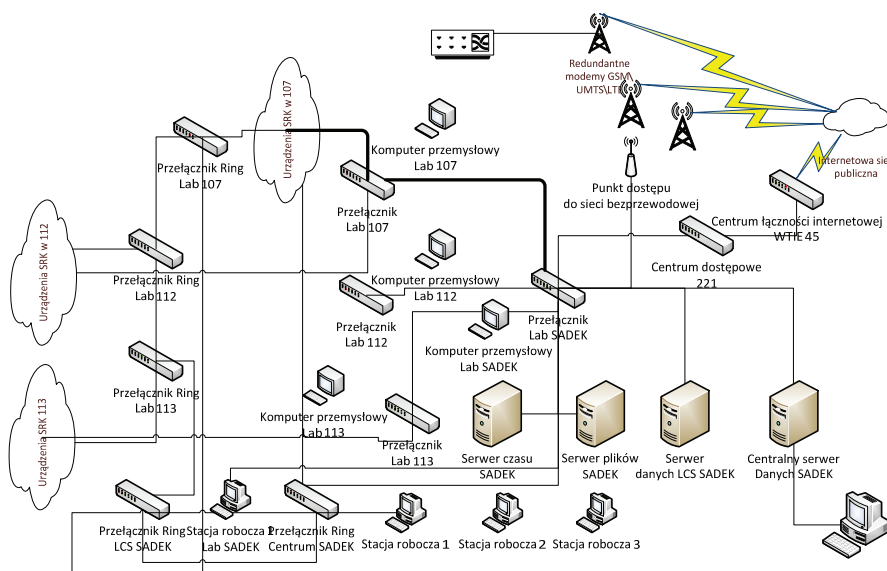 Redundantne
modemy GSM\
UMTS\LTE
Urządzenia SRK w 107
Komputer przemysłowy
Lab 107
Przełącznik Ring
Lab 107
Internetowa sie
publiczna
Punkt dostępu
do sieci bezprzewodowej
Przełącznik
Lab 107
Centrum łączności internetowej
WTIE 45
Urządzenia SRK w 112
Przełącznik Ring
Lab 112
Komputer przemysłowy
Lab 112
Centrum dostępowe
221
Przełącznik
Lab 112
Przełącznik
Lab SADEK
Komputer przemysłowy
Lab SADEK
Przełącznik Ring
Lab 113
Urządzenia SRK 113
Komputer przemysłowy
Lab 113
Przełącznik
Lab 113
Serwer czasu
SADEK
Serwer plików
SADEK
Serwer
danych LCS SADEK
Centralny serwer
Danych SADEK
Przełącznik Ring
LCS SADEK
Stacja robocza
Lab SADEK
Przełącznik Ring
Centrum SADEK
Stacja robocza 1
Stacja robocza 2
Stacja robocza 3